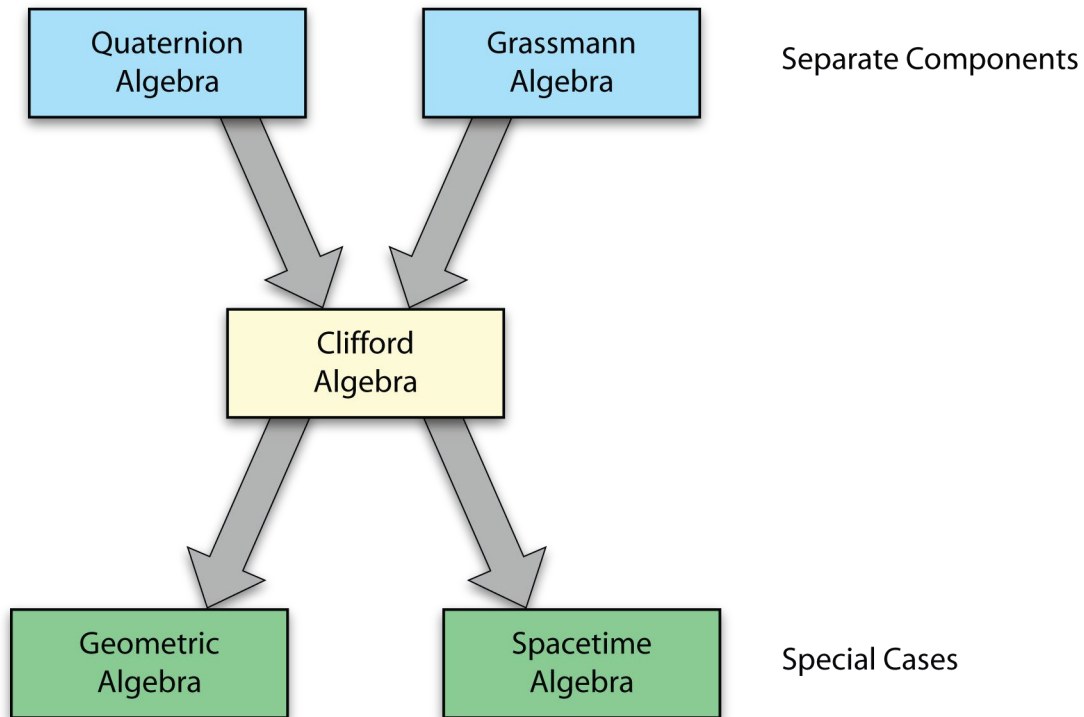 Quaternion
Algebra
Grassmann
Algebra
Separate Components
Clifford
Algebra
Geometric
Algebra
Spacetime
Algebra
Special Cases